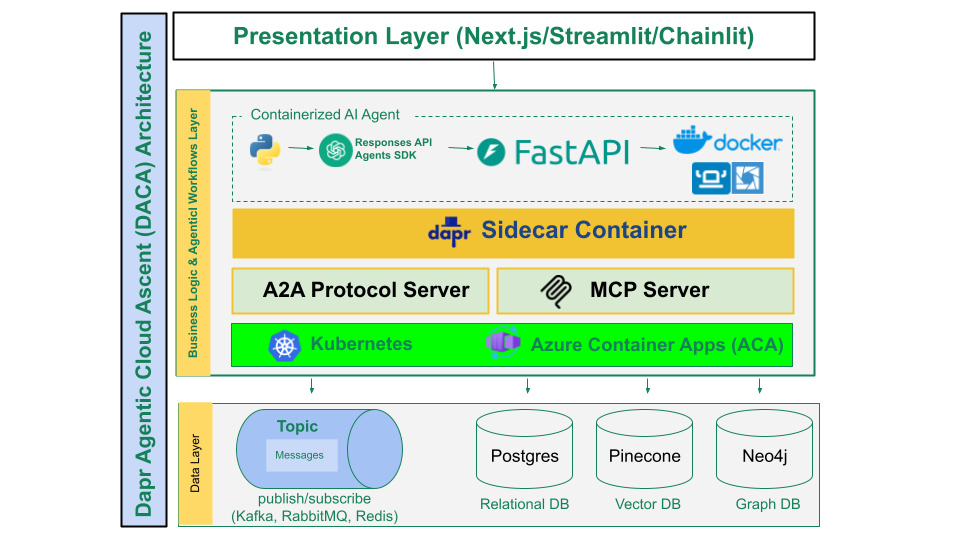 Dapr Agentic Cloud Ascent (DACA) Architecture
Presentation Layer (Next.js/Streamlit/Chainlit)
Business Logic & Agenticl Workflows Layer
Containerized AI Agent
Responses API
Agents SDK
FastAPI
docker
dapr
Sidecar Container
A2A Protocol Server
MCP Server
Kubernetes
Azure Container Apps (ACA)
Data Layer
Topic
Messages
publish/subscribe
(Kafka, RabbitMQ, Redis)
Postgres
Relational DB
Pinecone
Vector DB
Neo4j
Graph DB